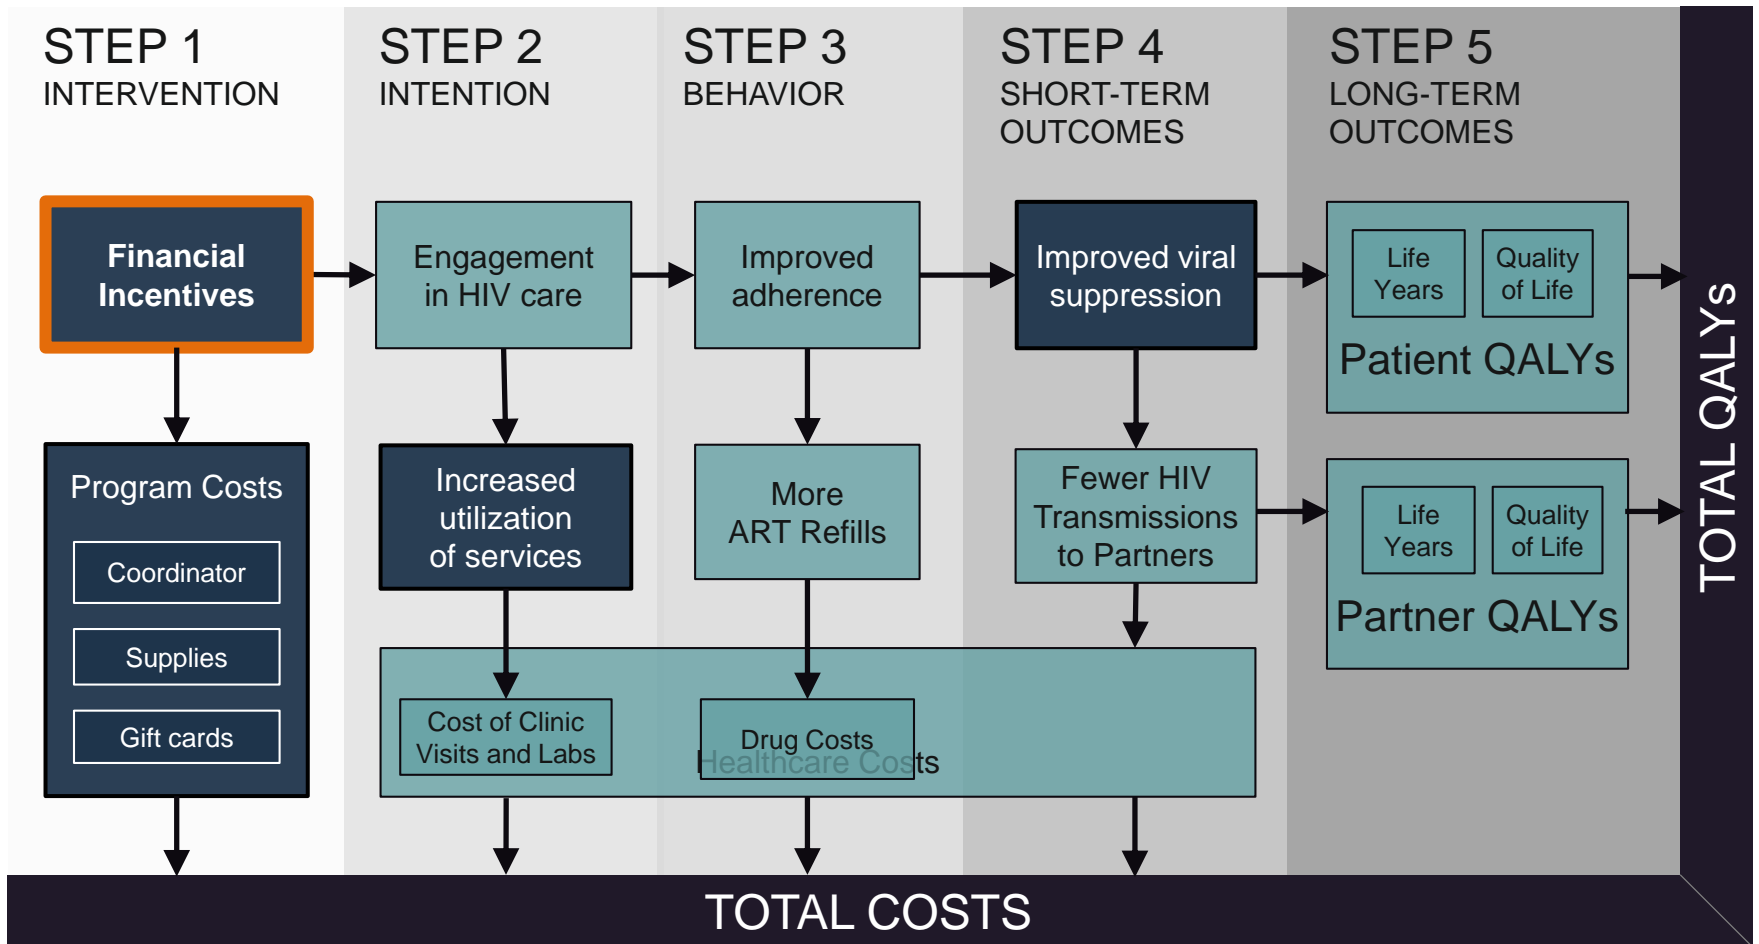 STEP 1
INTERVENTION
STEP 2
INTENTION
STEP 3
BEHAVIOR
STEP 4
SHORT-TERM
OUTCOMES
STEP 5
LONG-TERM
OUTCOMES
Financial
Incentives
Engagement
in HIV care
Improved
adherence
Improved viral
suppression
Life
Years
Quality
of Life
Patient QALYs
Program Costs
Coordinator
Supplies
Gift cards
Increased
utilization
of services
More
ART Refills
Fewer HIV
Transmissions
to Partners
Life
Years
Quality
of Life
Partner QALYs
Cost of Clinic
Visits and Labs
Drug Costs
Healthcare Costs
TOTAL QALYs
TOTAL COSTS